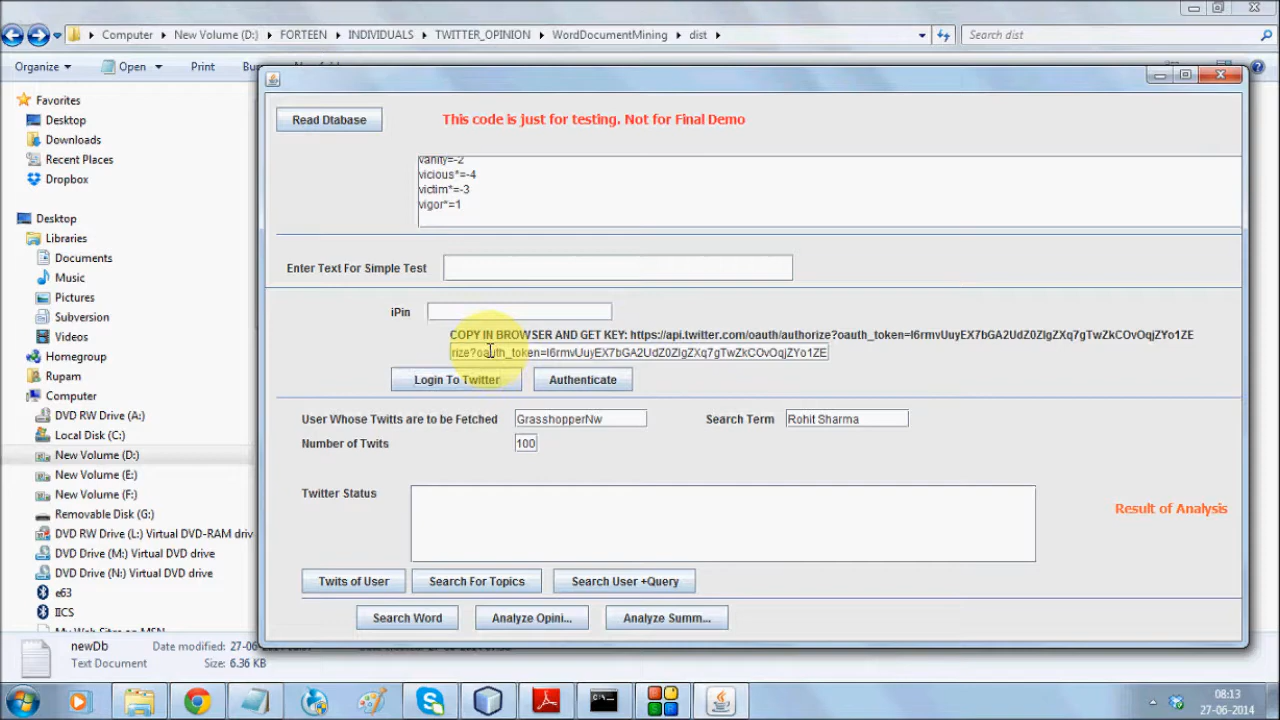 Computer ▸ New Volume (D:) ▸ FORTEEN ▸ INDIVIDUALS ▸ TWITTER_OPINION ▸ WordDocumentMining ▸ dist ▸
Search dist
Organize Open Print
Favorites
Desktop
Downloads
Recent Places
Dropbox
Desktop
Libraries
Documents
Music
Pictures
Subversion
Videos
Homegroup
Rupam
Computer
DVD RW Drive (A:)
Local Disk (C:)
New Volume (D:)
New Volume (E:)
New Volume (F:)
Removable Disk (G:)
DVD RW Drive (L:) Virtual DVD-RAM driv
DVD Drive (M:) Virtual DVD drive
DVD Drive (N:) Virtual DVD drive
e63
IICS
My Web Sites on MSN
Read Dtabase
This code is just for testing. Not for Final Demo
vanity=-2
vicious*=-4
victim*=-3
vigor*=1
Enter Text For Simple Test
iPin
COPY IN BROWSER AND GET KEY: https://api.twitter.com/oauth/authorize?oauth_token=I6rmvUuyEX7bGA2UdZ0ZIgZXq7gTwZkCOvOqjZYo1ZE
rize?oauth_token=I6rmvUuyEX7bGA2UdZ0ZIgZXq7gTwZkCOvOqjZYo1ZE
Login To Twitter Authenticate
User Whose Twitts are to be Fetched GrasshopperNw Search Term Rohit Sharma
Number of Twits 100
Twitter Status
Result of Analysis
Twits of User Search For Topics Search User +Query
Search Word Analyze Opini... Analyze Summ...
newDb Date modified: 27-06
Text Document Size: 6.36 KB
08:13
27-06-2014